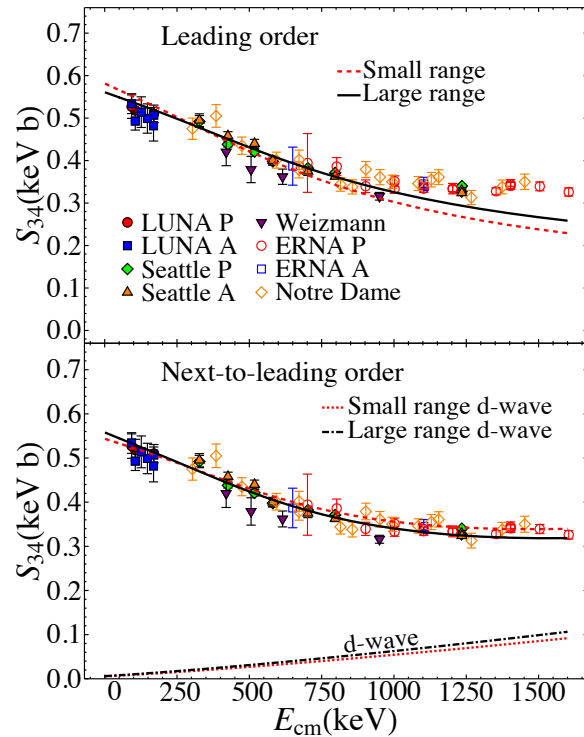 0.7
Leading order
0.6
Small range
Large range
0.5
0.4
S34(keV b)
0.3
LUNA P
Weizmann
LUNA A
ERNA P
0.2
Seattle P
ERNA A
0.1
Seattle A
Notre Dame
0.0
Next-to-leading order
0.6
Small range d-wave
Large range d-wave
0.5
0.4
S34(keV b)
0.3
0.2
0.1
d-wave
0.0
0 250 500 750 1000 1250 1500
Ecm(keV)